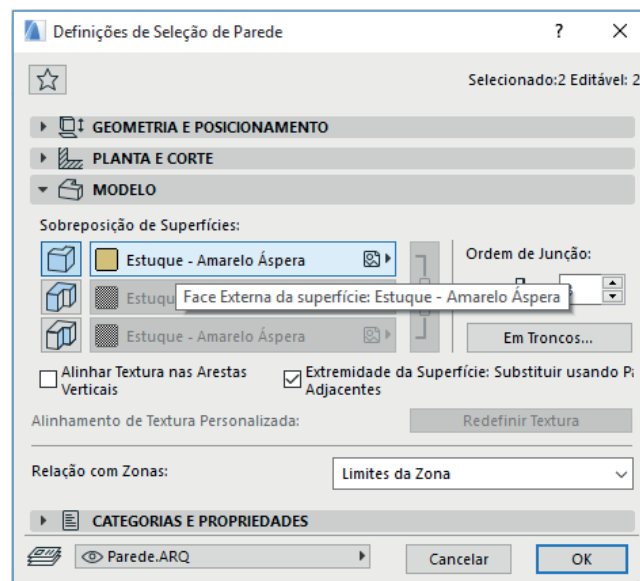 Definições de Seleção de Parede
?
Selecionado:2 Editável: 2
GEOMETRIA E POSICIONAMENTO
PLANTA E CORTE
MODELO
Sobreposição de Superfícies:
Estuque - Amarelo Áspera
Ordem de Junção:
Estuqu
Face Externa da superfície: Estuque - Amarelo Áspera
Estuque - Amarelo Áspera
Em Troncos...
Alinhar Textura nas Arestas
Verticais
Extremidade da Superfície: Substituir usando Pa
Adjacentes
Alinhamento de Textura Personalizada:
Redefinir Textura
Relação com Zonas:
Limites da Zona
CATEGORIAS E PROPRIEDADES
Parede.ARQ
Cancelar
OK